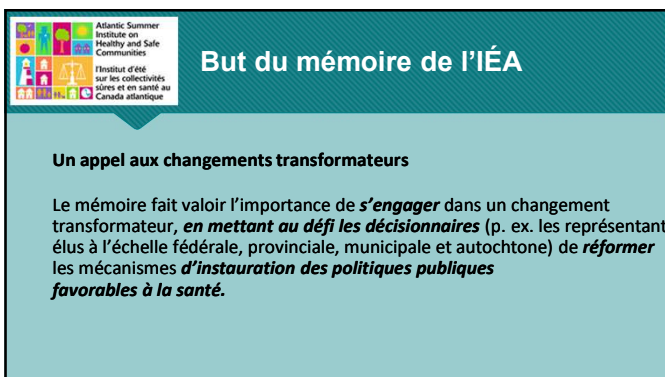 Atlantic Summer
Institute on
Healthy and Safe
Communities
l'Institut d'été
sur les collectivités
sûres et en santé au
Canada atlantique
But du mémoire de l'IÉA
Un appel aux changements transformateurs
Le mémoire fait valoir l'importance de s'engager dans un changement
transformateur, en mettant au défi les décisionnaires (p. ex. les représentant
élus à l'échelle fédérale, provinciale, municipale et autochtone) de réformer
les mécanismes d'instauration des politiques publiques
favorables à la santé.